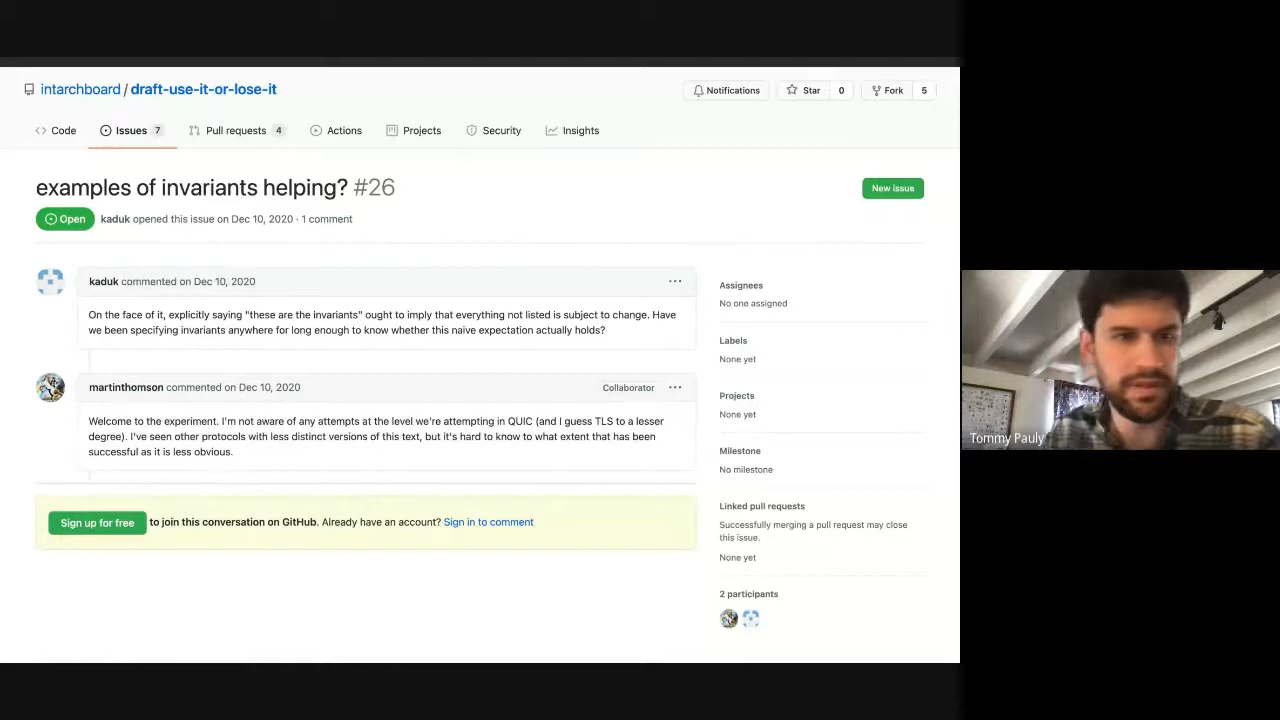 intarchboard / draft-use-it-or-lose-it
Notifications
Star 0
Fork 5
Code
Issues 7
Pull requests 4
Actions
Projects
Security
Insights
examples of invariants helping? #26
New issue
Open
kaduk opened this issue on Dec 10, 2020 · 1 comment
kaduk commented on Dec 10, 2020
On the face of it, explicitly saying "these are the invariants" ought to imply that everything not listed is subject to change. Have
we been specifying invariants anywhere for long enough to know whether this naive expectation actually holds?
martinthomson commented on Dec 10, 2020
Collaborator
Welcome to the experiment. I'm not aware of any attempts at the level we're attempting in QUIC (and I guess TLS to a lesser
degree). I've seen other protocols with less distinct versions of this text, but it's hard to know to what extent that has been
successful as it is less obvious.
Sign up for free to join this conversation on GitHub. Already have an account? Sign in to comment
Assignees
No one assigned
Labels
None yet
Projects
None yet
Milestone
No milestone
Linked pull requests
Successfully merging a pull request may close
this issue.
None yet
2 participants
Tommy Pauly